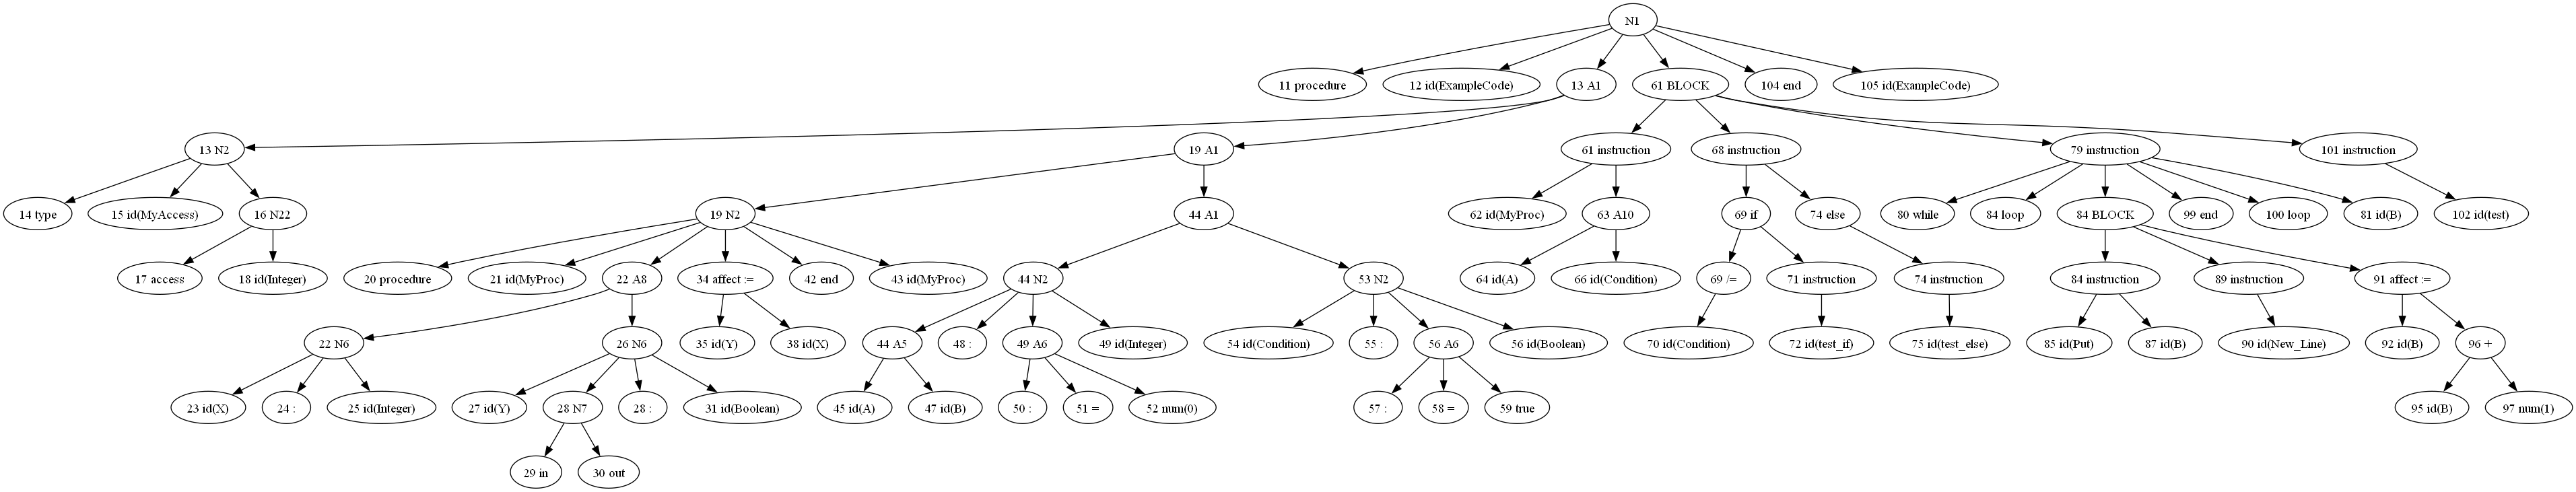 N1
11 procedure
12 id(ExampleCode)
13 A1
61 BLOCK
104 end
105 id(ExampleCode)
13 N2
19 A1
61 instruction
68 instruction
79 instruction
101 instruction
14 type
15 id(MyAccess)
16 N22
19 N2
44 A1
62 id(MyProc)
63 A10
69 if
74 else
80 while
84 loop
84 BLOCK
99 end
100 loop
81 id(B)
102 id(test)
17 access
18 id(Integer)
20 procedure
21 id(MyProc)
22 A8
34 affect :=
42 end
43 id(MyProc)
44 N2
53 N2
64 id(A)
66 id(Condition)
69 /=
71 instruction
74 instruction
84 instruction
89 instruction
91 affect :=
22 N6
26 N6
35 id(Y)
38 id(X)
44 A5
48 :
49 A6
49 id(Integer)
54 id(Condition)
55 :
56 A6
56 id(Boolean)
70 id(Condition)
72 id(test_if)
75 id(test_else)
85 id(Put)
87 id(B)
90 id(New_Line)
92 id(B)
96 +
23 id(X)
24 :
25 id(Integer)
27 id(Y)
28 N7
28 :
31 id(Boolean)
45 id(A)
47 id(B)
50 :
51 =
52 num(0)
57 :
58 =
59 true
95 id(B)
97 num(1)
29 in
30 out